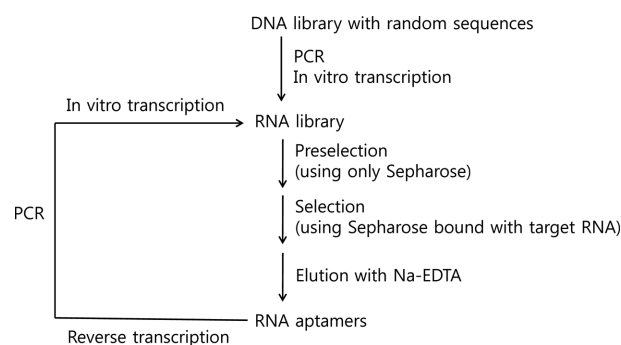 DNA library with random sequences
PCR
In vitro transcription
In vitro transcription
RNA library
Preselection
(using only Sepharose)
PCR
Selection
(using Sepharose bound with target RNA)
Elution with Na-EDTA
RNA aptamers
Reverse transcription